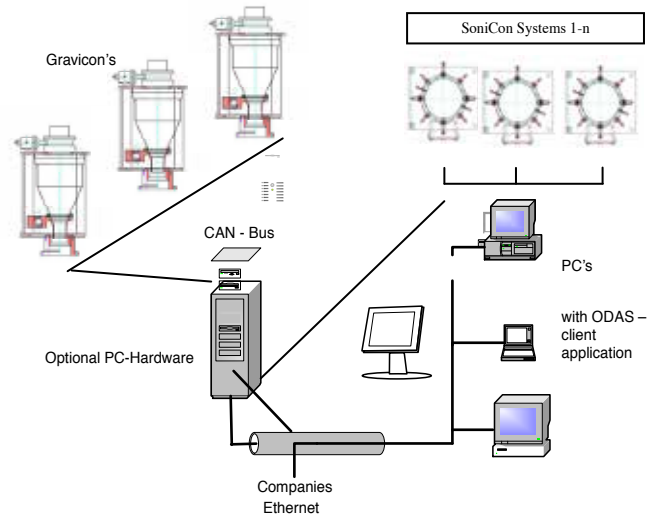 SoniCon Systems 1-n
Gravicon's
CAN - Bus
PC's
Optional PC-Hardware
with ODAS –
client
application
Companies
Ethernet